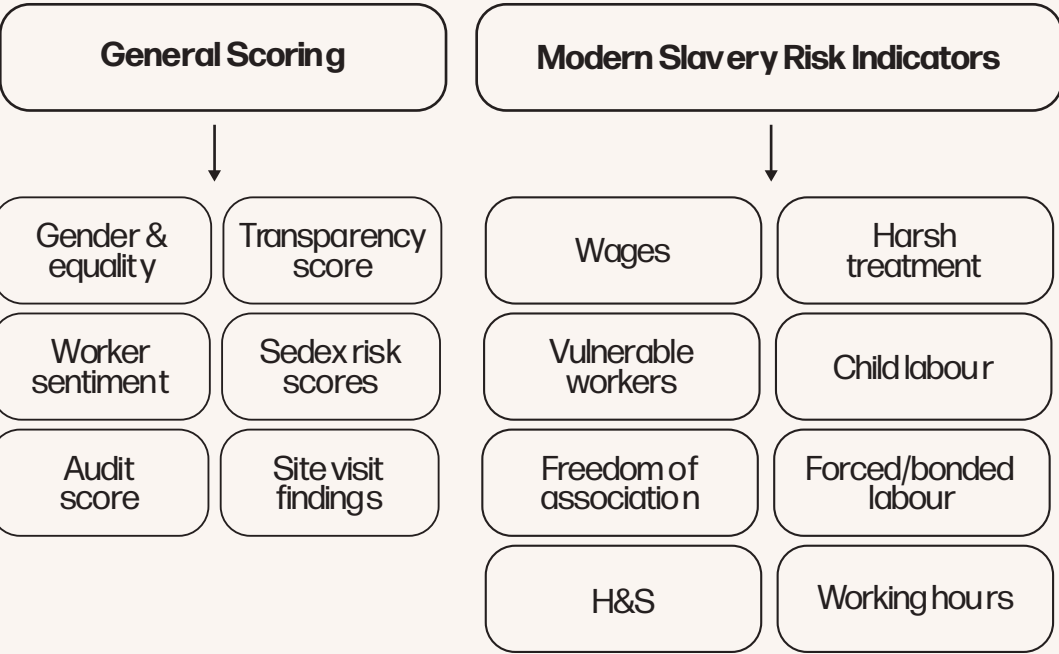 General Scoring
Modern Slavery Risk Indicators
Gender &
equality
Transparency
score
Worker
sentiment
Sedex risk
scores
Audit
score
Site visit
findings
Wages
Harsh
treatment
Vulnerable
workers
Child labour
Freedom of
association
Forced/bonded
labour
H&S
Working hours